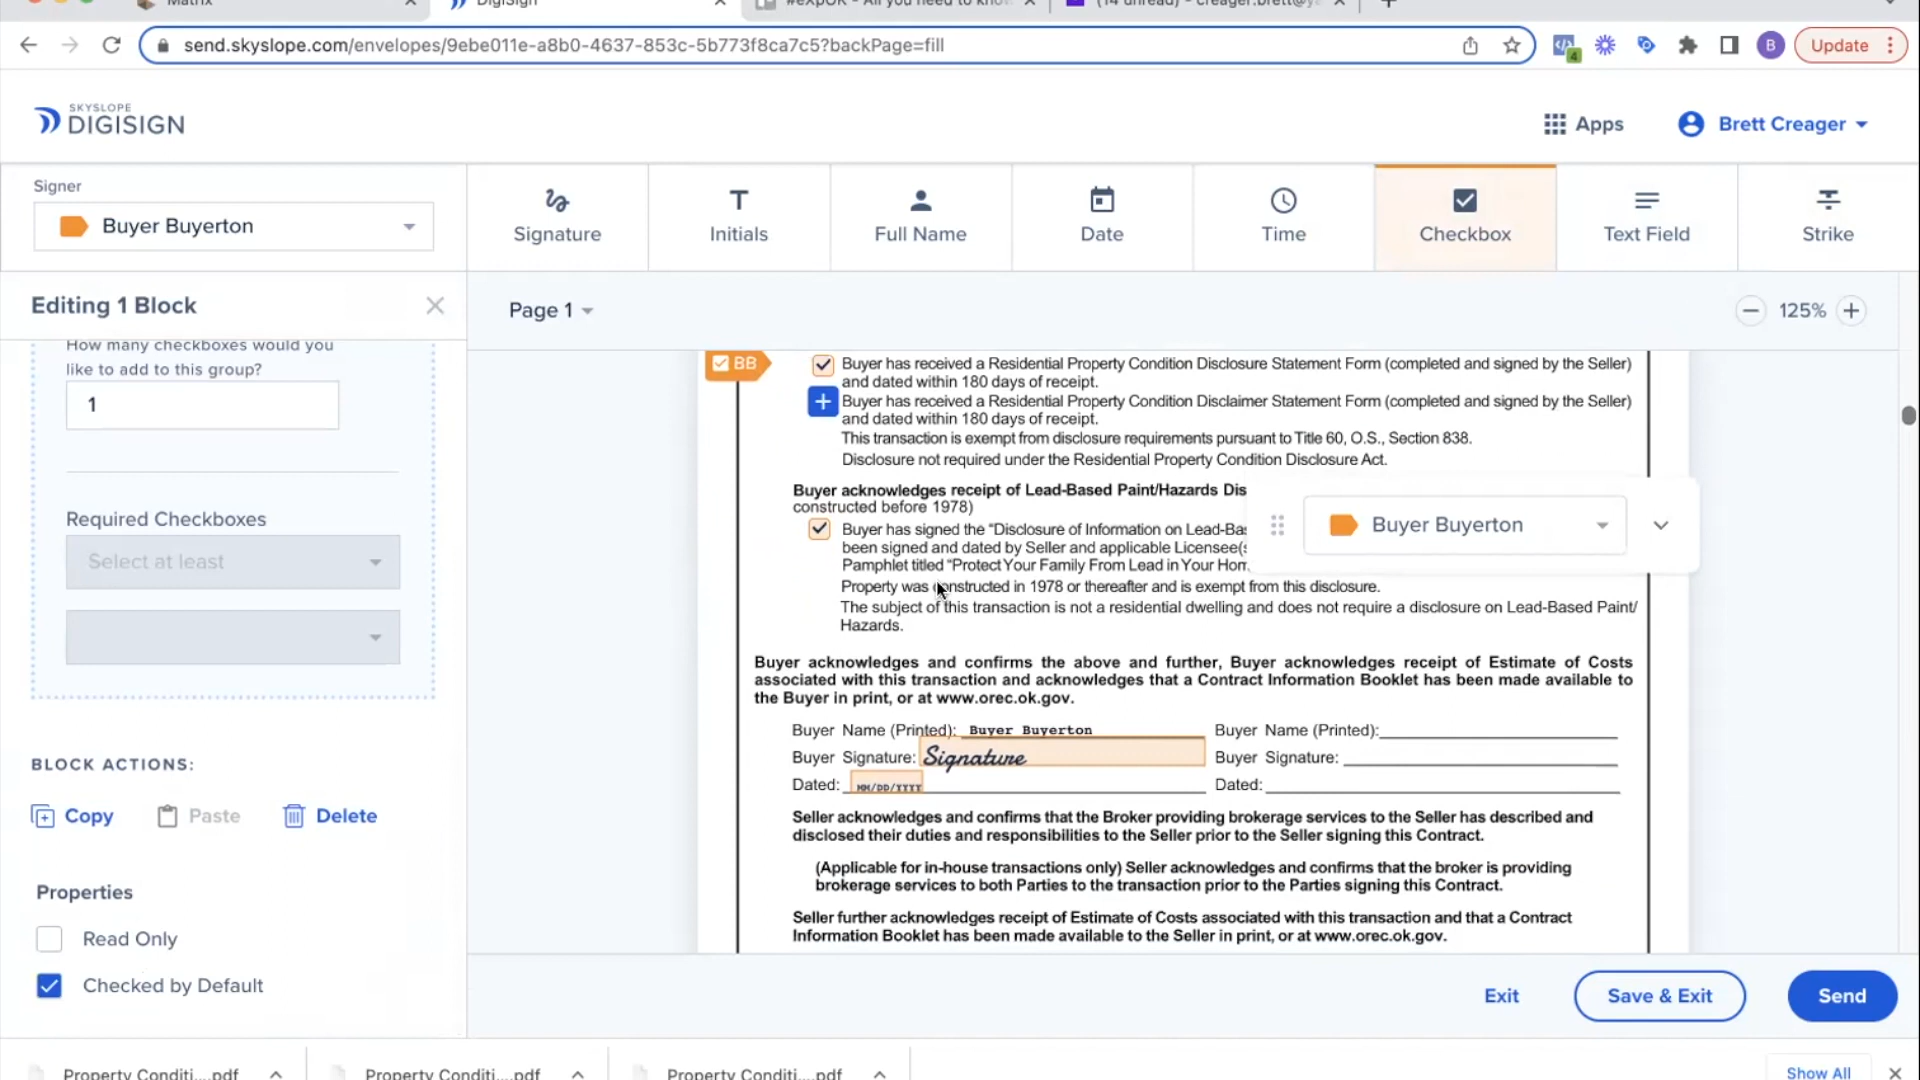 Matrix
DigiSign
#eXpOK - All you need to know
(14 unread) - creager.brett@y
send.skyslope.com/envelopes/9ebe011e-a8b0-4637-853c-5b773f8ca7c5?backPage=fill
4
B
Update
SKYSLOPE
DIGISIGN
Apps
Brett Creager
Signer
Buyer Buyerton
Signature
Initials
Full Name
Date
Time
Checkbox
Text Field
Strike
Editing 1 Block
Page 1
125%
How many checkboxes would you
like to add to this group?
1
Required Checkboxes
Select at least
BLOCK ACTIONS:
Copy
Paste
Delete
Properties
Read Only
Checked by Default
BB
Buyer has received a Residential Property Condition Disclosure Statement Form (completed and signed by the Seller)
and dated within 180 days of receipt.
Buyer has received a Residential Property Condition Disclaimer Statement Form (completed and signed by the Seller)
and dated within 180 days of receipt.
This transaction is exempt from disclosure requirements pursuant to Title 60, O.S., Section 838.
Disclosure not required under the Residential Property Condition Disclosure Act.
Buyer acknowledges receipt of Lead-Based Paint/Hazards Dis
constructed before 1978)
Buyer has signed the "Disclosure of Information on Lead-Bas
been signed and dated by Seller and applicable Licensee(s
Pamphlet titled "Protect Your Family From Lead in Your Hom
Buyer Buyerton
Property was constructed in 1978 or thereafter and is exempt from this disclosure.
The subject of this transaction is not a residential dwelling and does not require a disclosure on Lead-Based Paint/
Hazards.
Buyer acknowledges and confirms the above and further, Buyer acknowledges receipt of Estimate of Costs
associated with this transaction and acknowledges that a Contract Information Booklet has been made available to
the Buyer in print, or at www.orec.ok.gov.
Buyer Name (Printed): Buyer Buyerton Buyer Name (Printed):
Buyer Signature: Signature Buyer Signature:
Dated: MM/DD/YYYY Dated:
Seller acknowledges and confirms that the Broker providing brokerage services to the Seller has described and
disclosed their duties and responsibilities to the Seller prior to the Seller signing this Contract.
(Applicable for in-house transactions only) Seller acknowledges and confirms that the broker is providing
brokerage services to both Parties to the transaction prior to the Parties signing this Contract.
Seller further acknowledges receipt of Estimate of Costs associated with this transaction and that a Contract
Information Booklet has been made available to the Seller in print, or at www.orec.ok.gov.
Exit
Save & Exit
Send
Property Conditi....pdf
Property Conditi....pdf
Property Conditi....pdf
Show All